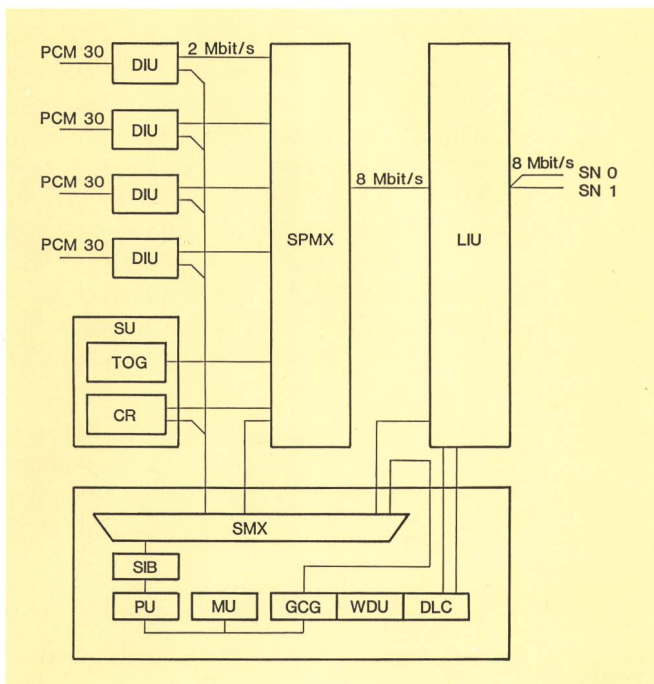 PCM 30
DIU
2 Mbit/s
PCM 30
DIU
PCM 30
DIU
PCM 30
DIU
SPMX
8 Mbit/s
LIU
8 Mbit/s
SN 0
SN 1
SU
TOG
CR
SMX
SIB
PU
MU
GCG
WDU
DLC